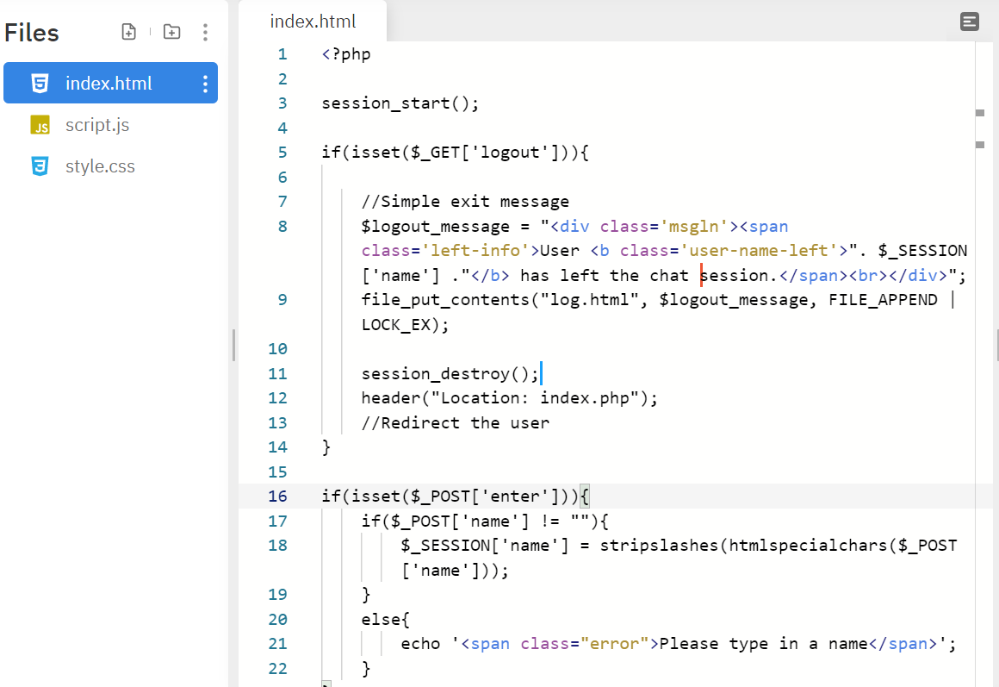 Files
index.html
script.js
style.css
index.html
1 <?php
2
3 session_start();
4
5 if(isset($_GET['logout'])){
6
7 //Simple exit message
8 $logout_message = "<div class='msgln'><span
class='left-info'>User <b class='user-name-left'>". $_SESSION
['name'] ."</b> has left the chat session.</span><br></div>";
9 file_put_contents("log.html", $logout_message, FILE_APPEND |
LOCK_EX);
10
11 session_destroy();
12 header("Location: index.php");
13 //Redirect the user
14 }
15
16 if(isset($_POST['enter'])){
17 if($_POST['name'] != ""){
18 $_SESSION['name'] = stripslashes(htmlspecialchars($_POST
['name']));
19 }
20 else{
21 echo '<span class="error">Please type in a name</span>';
22 }